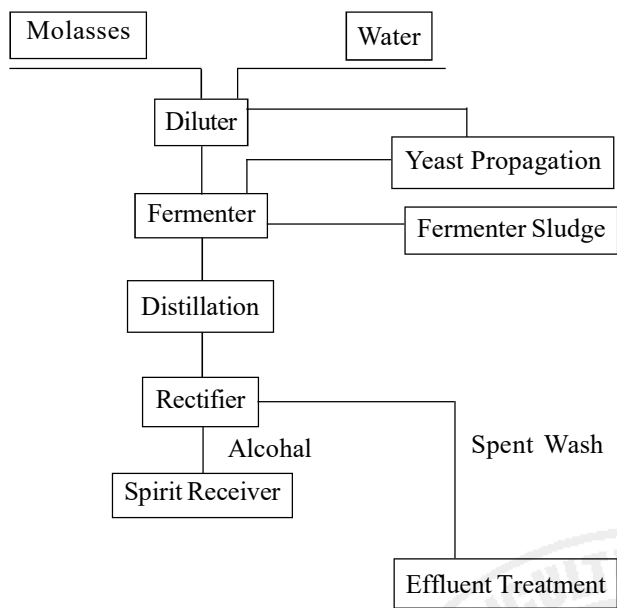 Molasses
Water
Diluter
Yeast Propagation
Fermenter
Fermenter Sludge
Distillation
Rectifier
Alcohal
Spent Wash
Spirit Receiver
Effluent Treatment